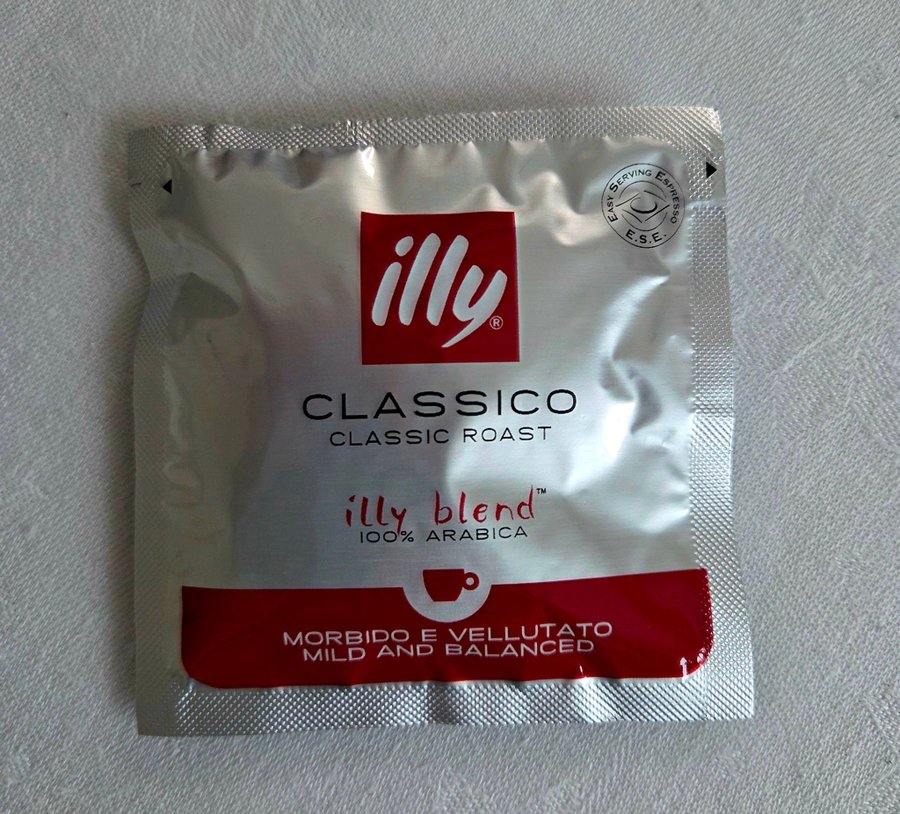 EASY SERVING ESPRESSO
E.S.E.
illy®
CLASSICO
CLASSIC ROAST
illy blend™
100% ARABICA
MORBIDO E VELLUTATO
MILD AND BALANCED